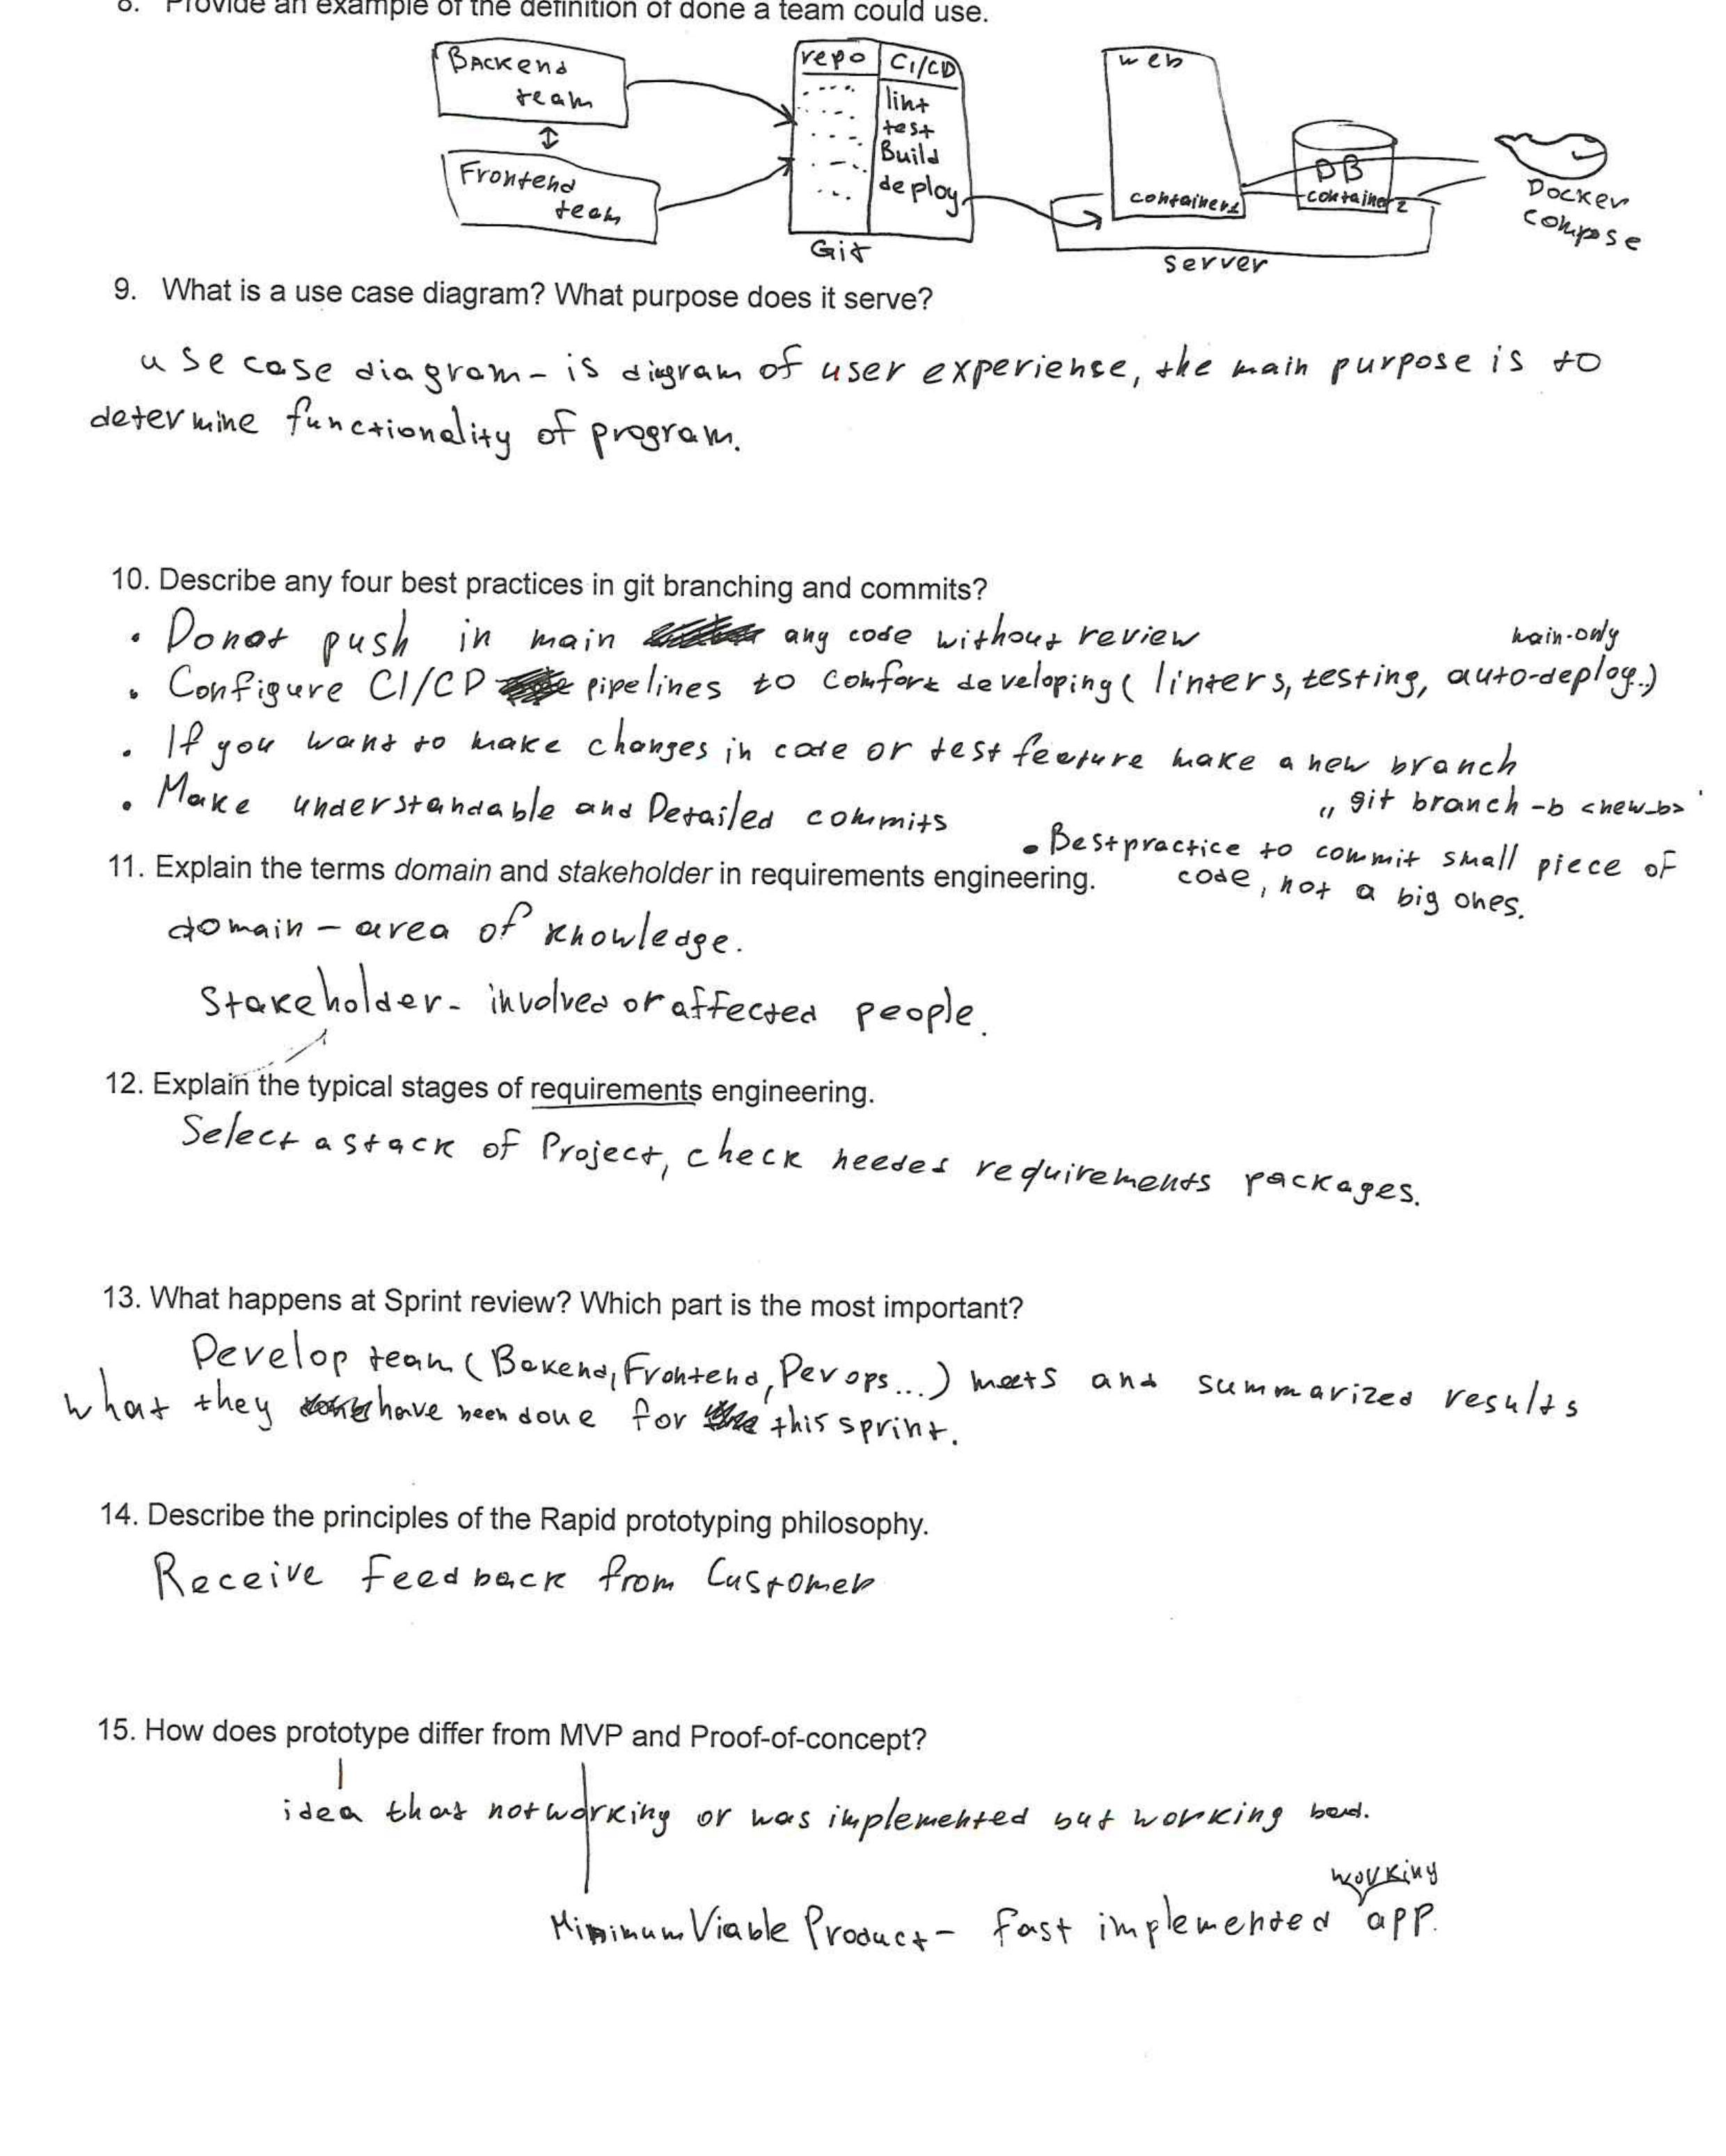 8. Provide an example of the definition of done a team could use.
Backend
team
Frontend
team
repo
CI/CD
lint
test
Build
deploy
Git
web
container1
DB
container2
server
Docker
compose
9. What is a use case diagram? What purpose does it serve?
use case diagram - is digram of user experience, the main purpose is to
determine functionality of program.
10. Describe any four best practices in git branching and commits?
• Donot push in main any code without review
main-only
• Configure CI/CD pipelines to comfort developing ( linters, testing, auto-deploy..)
• If you want to make changes in code or test feature make a new branch
„ git branch -b <new_b> '
• Make understandable and Detailed commits
• Best practice to commit small piece of
code, not a big ones.
11. Explain the terms domain and stakeholder in requirements engineering.
domain - area of knowledge.
Stakeholder - involved or affected people.
12. Explain the typical stages of requirements engineering.
Select a stack of Project, check needed requirements packages.
13. What happens at Sprint review? Which part is the most important?
Develop team ( Bakend, Frontend, Devops...) meets and summarized results
what they have been done for this sprint.
14. Describe the principles of the Rapid prototyping philosophy.
Receive feedback from Customer
15. How does prototype differ from MVP and Proof-of-concept?
idea that not working or was implemented but working bad.
working
Minimum Viable Product - fast implemented app.